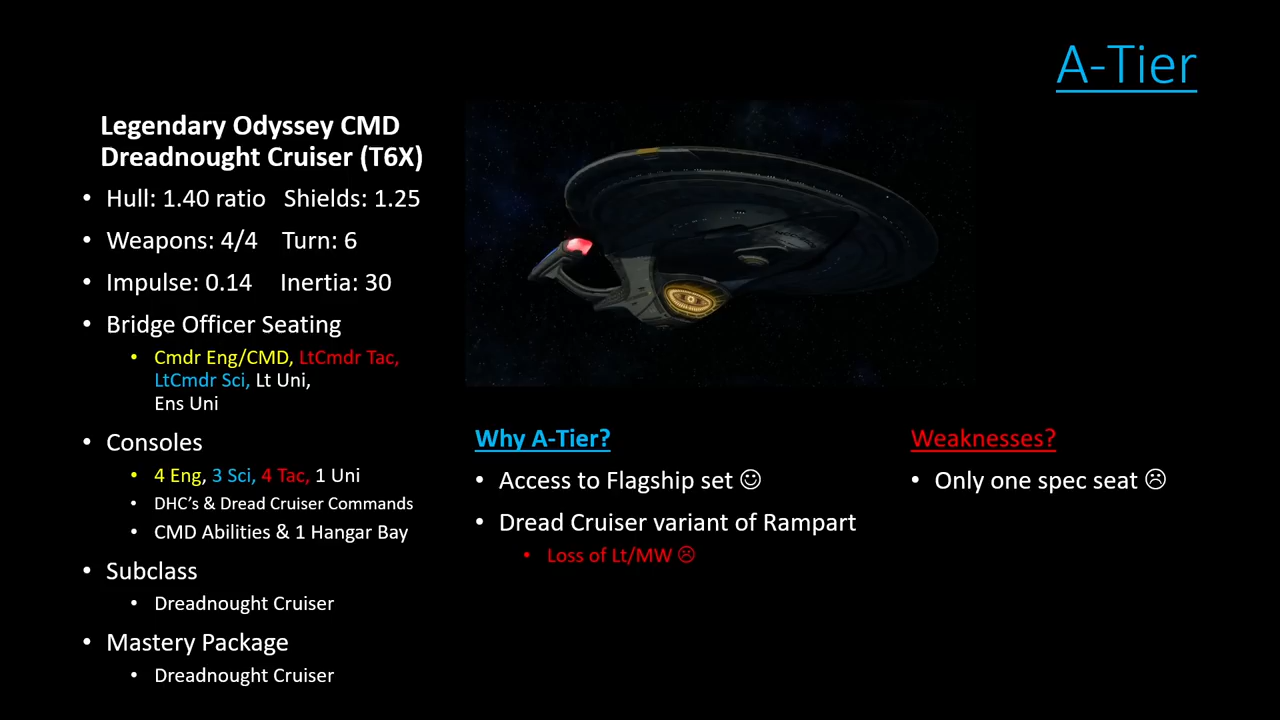 A-Tier
Legendary Odyssey CMD
Dreadnought Cruiser (T6X)
• Hull: 1.40 ratio Shields: 1.25
• Weapons: 4/4 Turn: 6
• Impulse: 0.14 Inertia: 30
• Bridge Officer Seating
• Cmdr Eng/CMD, LtCmdr Tac,
LtCmdr Sci, Lt Uni,
Ens Uni
• Consoles
• 4 Eng, 3 Sci, 4 Tac, 1 Uni
• DHC's & Dread Cruiser Commands
• CMD Abilities & 1 Hangar Bay
• Subclass
• Dreadnought Cruiser
• Mastery Package
• Dreadnought Cruiser
Why A-Tier?
• Access to Flagship set ☺
• Dread Cruiser variant of Rampart
• Loss of Lt/MW ☹
Weaknesses?
• Only one spec seat ☹